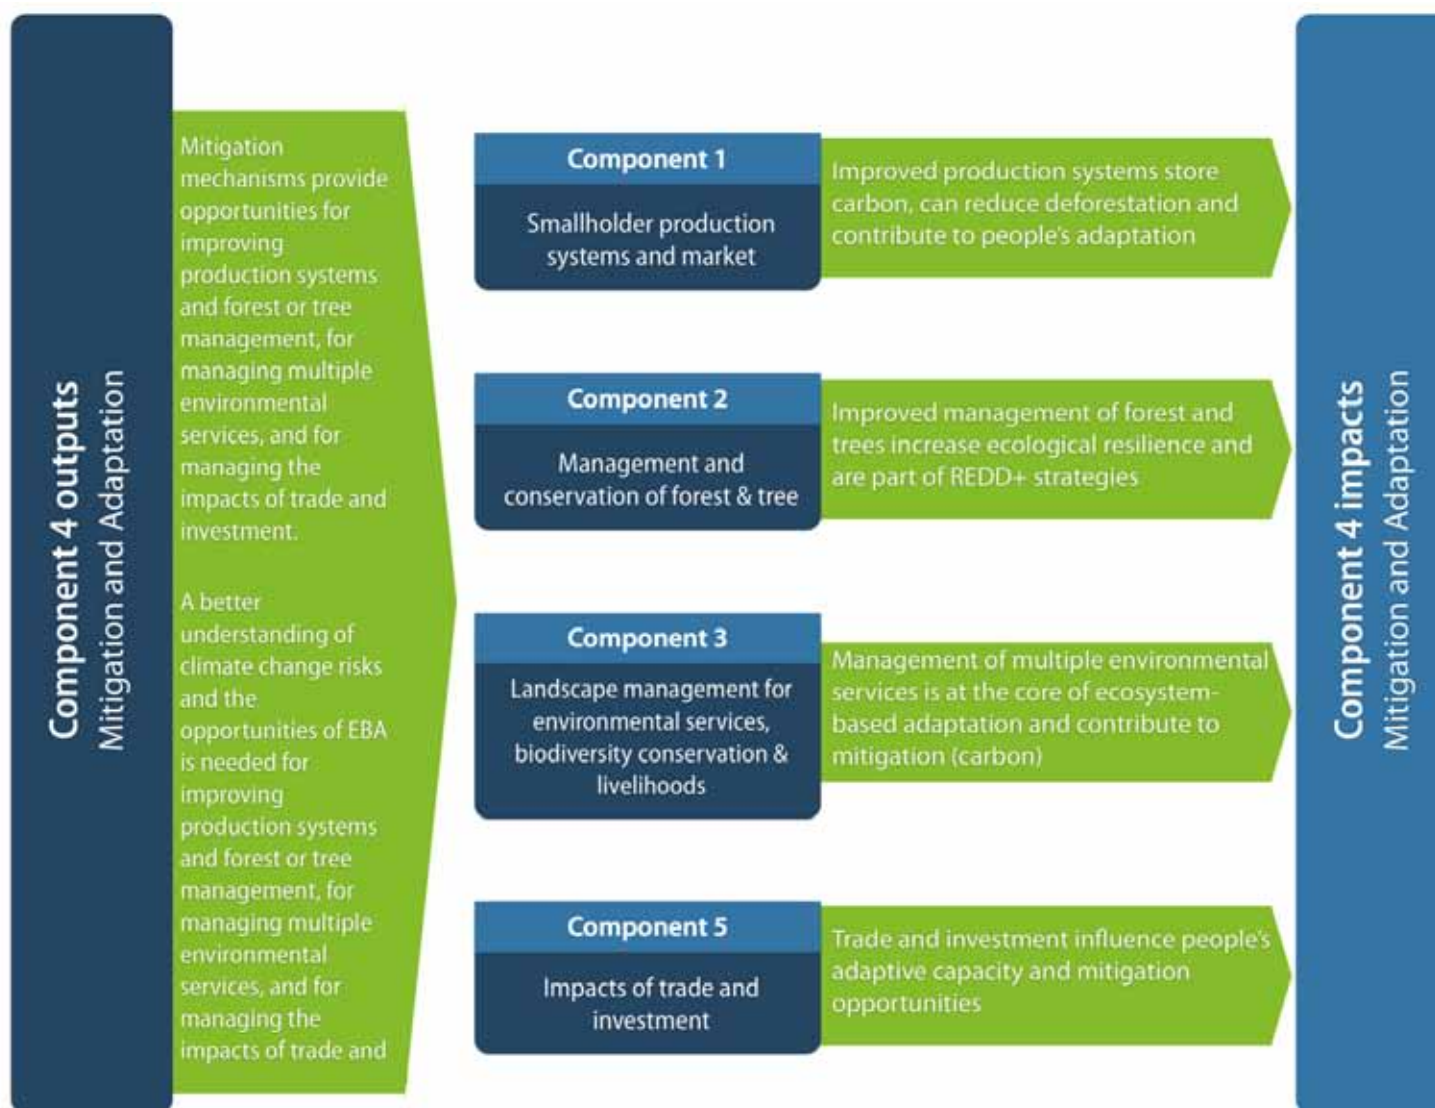 Component 4 outputs
Mitigation and Adaptation
Mitigation
mechanisms provide
opportunities for
improving
production systems
and forest or tree
management, for
managing multiple
environmental
services, and for
managing the
impacts of trade and
investment.
A better
understanding of
climate change risks
and the
opportunities of EBA
is needed for
improving
production systems
and forest or tree
management, for
managing multiple
environmental
services, and for
managing the
impacts of trade and
Component 1
Smallholder production
systems and market
Improved production systems store
carbon, can reduce deforestation and
contribute to people's adaptation
Component 2
Management and
conservation of forest & tree
Improved management of forest and
trees increase ecological resilience and
are part of REDD+ strategies
Component 3
Landscape management for
environmental services,
biodiversity conservation &
livelihoods
Management of multiple environmental
services is at the core of ecosystem-
based adaptation and contribute to
mitigation (carbon)
Component 5
Impacts of trade and
investment
Trade and investment influence people's
adaptive capacity and mitigation
opportunities
Component 4 impacts
Mitigation and Adaptation